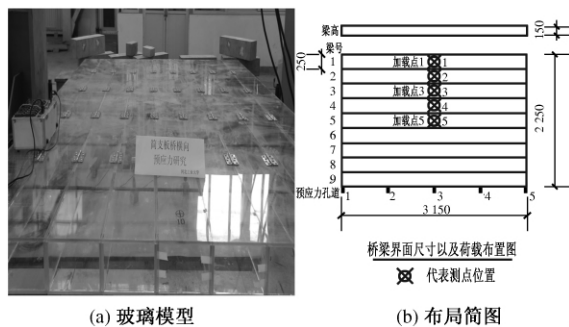 简支板桥横向
预应力研究
(a) 玻璃模型
梁高
150
梁号
250
1
2
3
4
5
6
7
8
9
加载点1
1
2
加载点3
3
4
加载点5
5
2 250
预应力孔道
1
2
3
4
5
3 150
桥梁界面尺寸以及荷载布置图
代表测点位置
(b) 布局简图